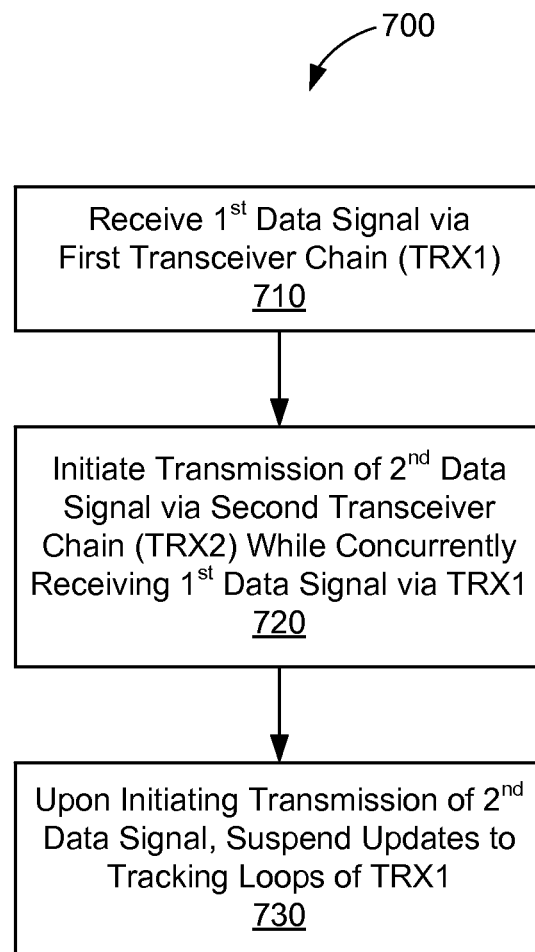 700
Receive 1st Data Signal via
First Transceiver Chain (TRX1)
710
Initiate Transmission of 2nd Data
Signal via Second Transceiver
Chain (TRX2) While Concurrently
Receiving 1st Data Signal via TRX1
720
Upon Initiating Transmission of 2nd
Data Signal, Suspend Updates to
Tracking Loops of TRX1
730